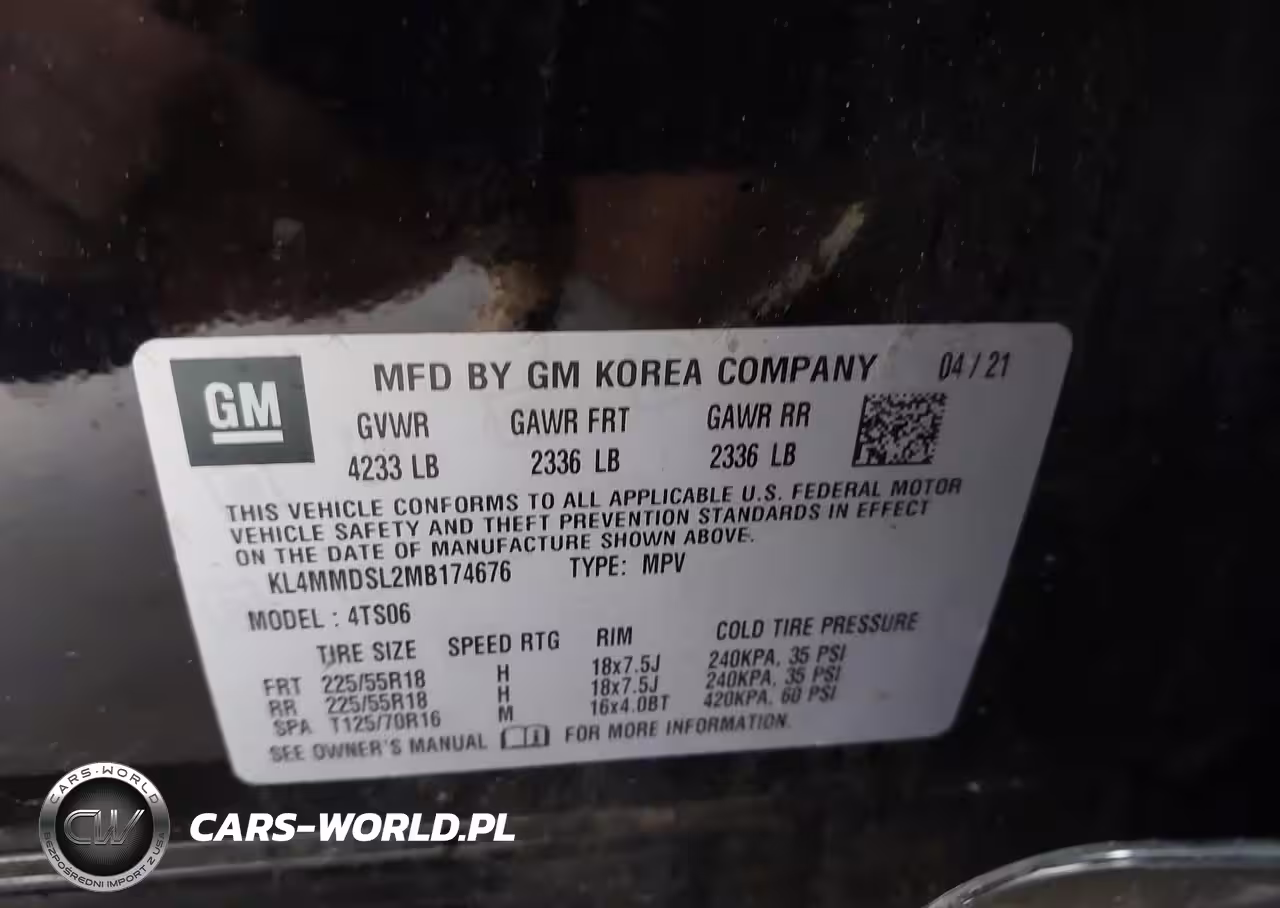 GM
MFD BY GM KOREA COMPANY 04/21
GVWR GAWR FRT GAWR RR
4233 LB 2336 LB 2336 LB
THIS VEHICLE CONFORMS TO ALL APPLICABLE U.S. FEDERAL MOTOR
VEHICLE SAFETY AND THEFT PREVENTION STANDARDS IN EFFECT
ON THE DATE OF MANUFACTURE SHOWN ABOVE.
KL4MMDSL2MB174676 TYPE: MPV
MODEL : 4TS06
TIRE SIZE SPEED RTG RIM COLD TIRE PRESSURE
FRT 225/55R18 H 18x7.5J 240KPA, 35 PSI
RR 225/55R18 H 18x7.5J 240KPA, 35 PSI
SPA T125/70R16 M 16x4.0BT 420KPA, 60 PSI
SEE OWNER'S MANUAL FOR MORE INFORMATION.
CARS-WORLD
CW
BEZPOŚREDNI IMPORT Z USA
CARS-WORLD.PL